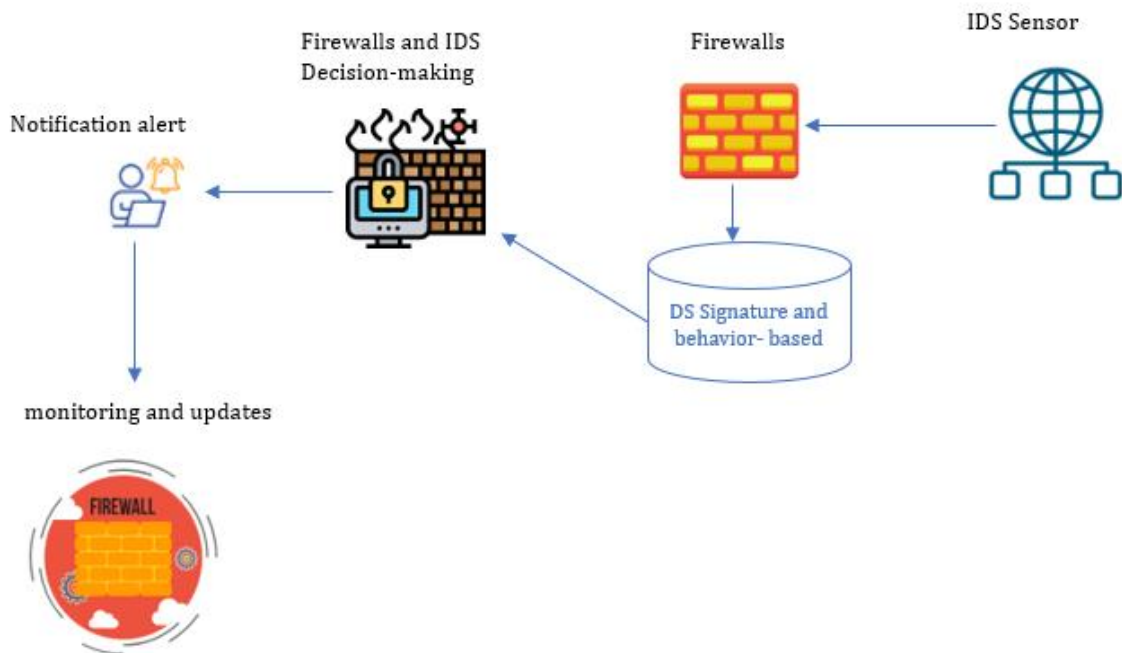 IDS Sensor
Firewalls
Firewalls and IDS
Decision-making
Notification alert
DS Signature and
behavior- based
monitoring and updates
FIREWALL